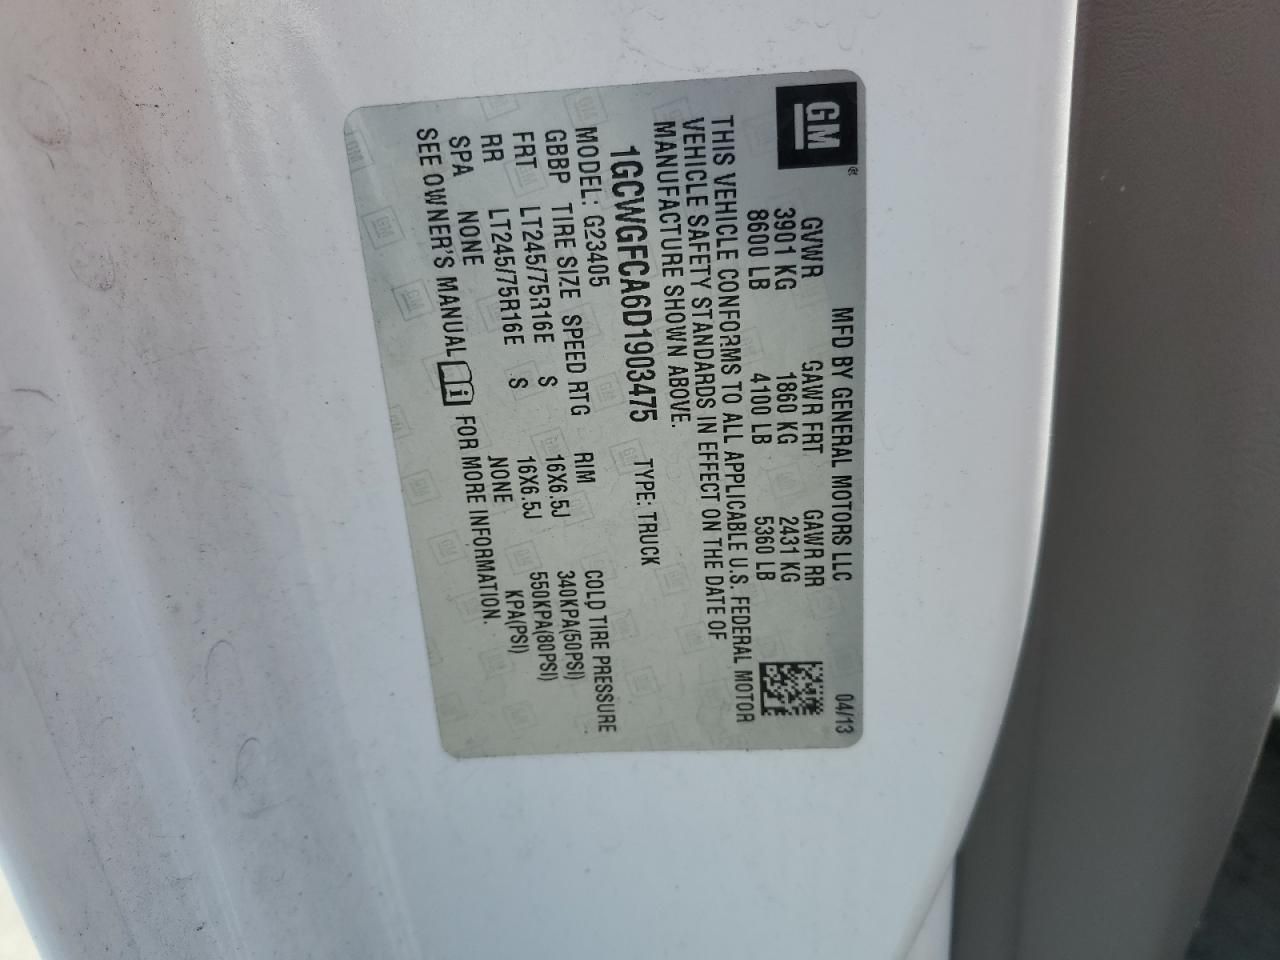 GM®
MFD BY GENERAL MOTORS LLC 04/13
GVWR GAWR FRT GAWR RR
3901 KG 1860 KG 2431 KG
8600 LB 4100 LB 5360 LB
THIS VEHICLE CONFORMS TO ALL APPLICABLE U.S. FEDERAL MOTOR
VEHICLE SAFETY STANDARDS IN EFFECT ON THE DATE OF
MANUFACTURE SHOWN ABOVE.
1GCWGFCA6D1903475 TYPE: TRUCK
MODEL: G23405
GBBP TIRE SIZE SPEED RTG RIM COLD TIRE PRESSURE
FRT LT245/75R16E S 16X6.5J 340KPA(50PSI)
RR LT245/75R16E S 16X6.5J 550KPA(80PSI)
SPA NONE NONE KPA(PSI)
SEE OWNER'S MANUAL i FOR MORE INFORMATION.